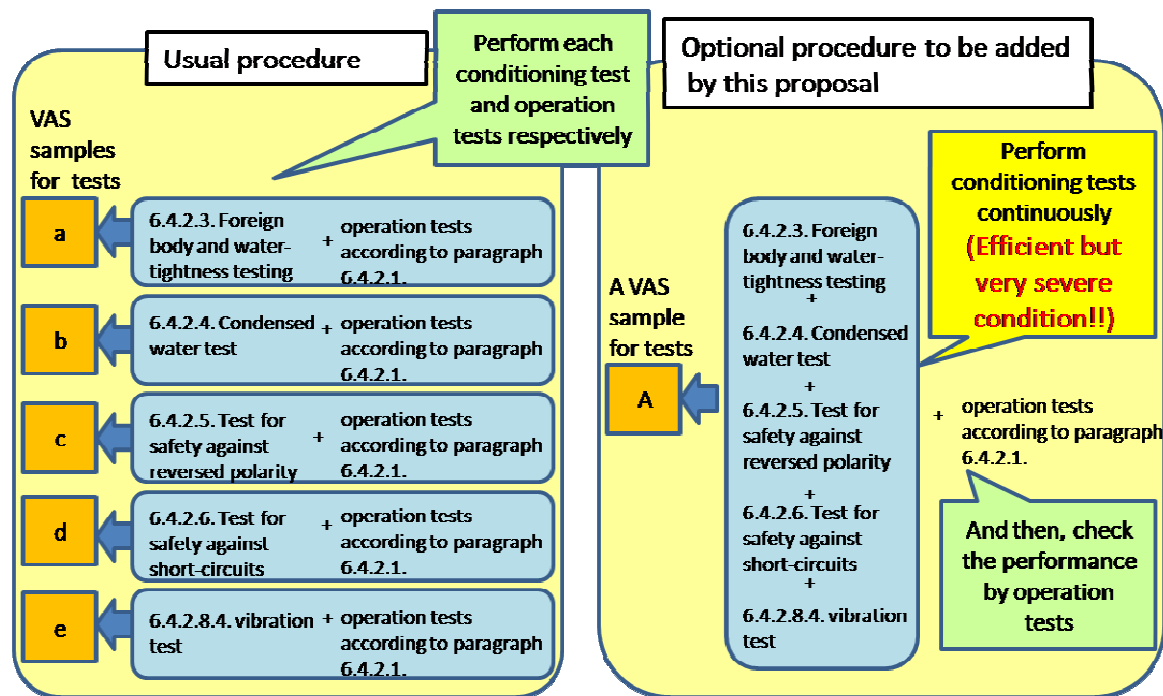 Usual procedure
Perform each
conditioning test
and operation
tests respectively
VAS
samples
for tests
a
6.4.2.3. Foreign
body and water-
tightness testing
+ operation tests
according to paragraph
6.4.2.1.
b
6.4.2.4. Condensed
water test
+ operation tests
according to paragraph
6.4.2.1.
c
6.4.2.5. Test for
safety against
reversed polarity
+ operation tests
according to paragraph
6.4.2.1.
d
6.4.2.6. Test for
safety against
short-circuits
+ operation tests
according to paragraph
6.4.2.1.
e
6.4.2.8.4. vibration
test
+ operation tests
according to paragraph
6.4.2.1.
Optional procedure to be added
by this proposal
Perform
conditioning tests
continuously
(Efficient but
very severe
condition!!)
A VAS
sample
for tests
A
6.4.2.3. Foreign
body and water-
tightness testing
+
6.4.2.4. Condensed
water test
+
6.4.2.5. Test for
safety against
reversed polarity
+
6.4.2.6. Test for
safety against
short-circuits
+
6.4.2.8.4. vibration
test
+ operation tests
according to paragraph
6.4.2.1.
And then, check
the performance
by operation
tests